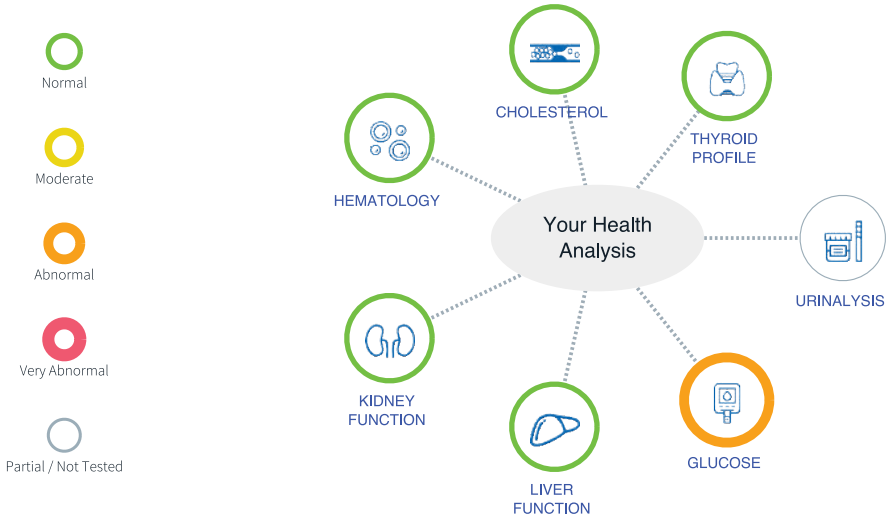 Normal
Moderate
Abnormal
Very Abnormal
Partial / Not Tested
CHOLESTEROL
THYROID
PROFILE
HEMATOLOGY
Your Health
Analysis
URINALYSIS
KIDNEY
FUNCTION
GLUCOSE
LIVER
FUNCTION